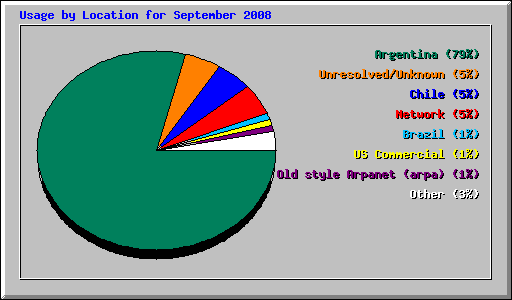 Usage by Location for September 2008
Argentina (79%)
Unresolved/Unknown (5%)
Chile (5%)
Network (5%)
Brazil (1%)
US Commercial (1%)
Old style Arpanet (arpa) (1%)
Other (3%)